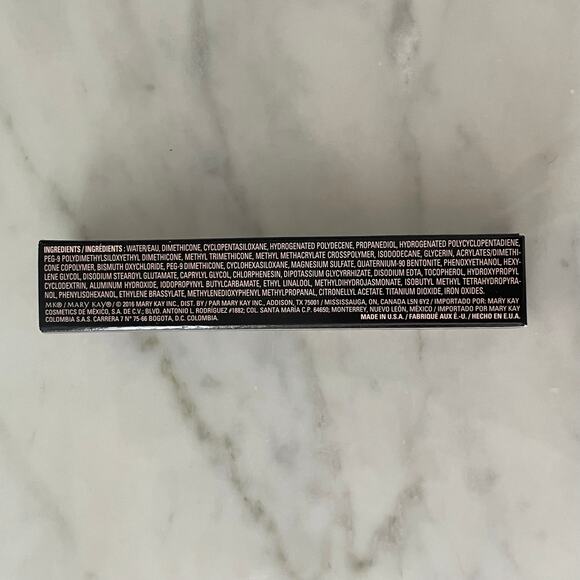 INGREDIENTS / INGRÉDIENTS : WATER/EAU, DIMETHICONE, CYCLOPENTASILOXANE, HYDROGENATED POLYDECENE, PROPANEDIOL, HYDROGENATED POLYCYCLOPENTADIENE,
PEG-9 POLYDIMETHYLSILOXYETHYL DIMETHICONE, METHYL TRIMETHICONE, METHYL METHACRYLATE CROSSPOLYMER, ISODODECANE, GLYCERIN, ACRYLATES/DIMETHI-
CONE COPOLYMER, BISMUTH OXYCHLORIDE, PEG-9 DIMETHICONE, CYCLOHEXASILOXANE, MAGNESIUM SULFATE, QUATERNIUM-90 BENTONITE, PHENOXYETHANOL, HEXY-
LENE GLYCOL, DISODIUM STEAROYL GLUTAMATE, CAPRYLYL GLYCOL, CHLORPHENESIN, DIPOTASSIUM GLYCYRRHIZATE, DISODIUM EDTA, TOCOPHEROL, HYDROXYPROPYL
CYCLODEXTRIN, ALUMINUM HYDROXIDE, IODOPROPYNYL BUTYLCARBAMATE, ETHYL LINALOOL, METHYLDIHYDROJASMONATE, ISOBUTYL METHYL TETRAHYDROPYRA-
NOL, PHENYLISOHEXANOL, ETHYLENE BRASSYLATE, METHYLENEDIOXYPHENYL METHYLPROPANAL, CITRONELLYL ACETATE. TITANIUM DIOXIDE, IRON OXIDES.
MK® / MARY KAY® / © 2016 MARY KAY INC., DIST. BY / PAR MARY KAY INC., ADDISON, TX 75001 / MISSISSAUGA, ON, CANADA L5N 6Y2 / IMPORTADO POR: MARY KAY
COSMETICS DE MÉXICO, S.A. DE C.V.; BLVD. ANTONIO L. RODRÍGUEZ #1882; COL. SANTA MARÍA C.P. 64650; MONTERREY, NUEVO LEÓN, MÉXICO / IMPORTADO POR MARY KAY
COLOMBIA S.A.S. CARRERA 7 N° 75-66 BOGOTA, D.C. COLOMBIA.
MADE IN U.S.A. / FABRIQUÉ AUX É.-U. / HECHO EN E.U.A.